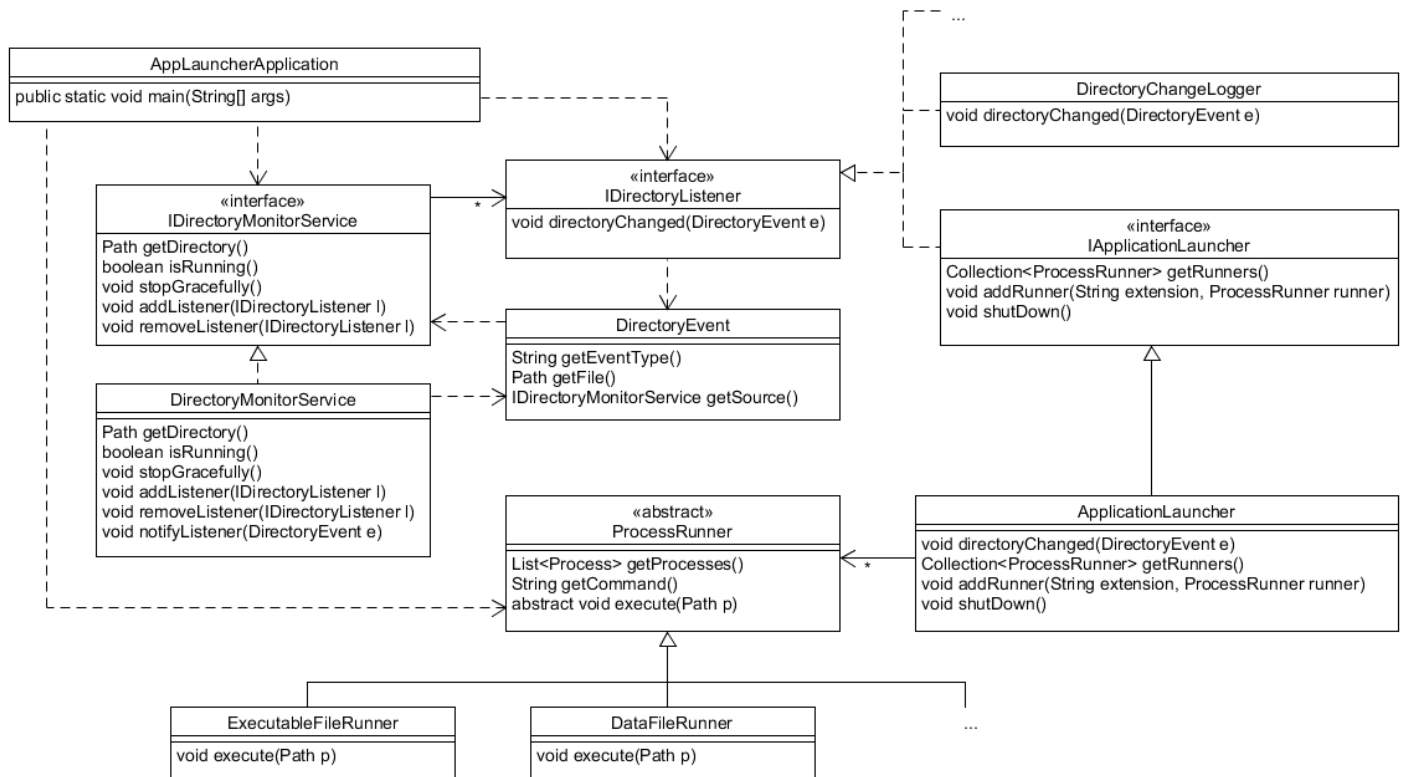 ...
AppLauncherApplication
public static void main(String[] args)
DirectoryChangeLogger
void directoryChanged(DirectoryEvent e)
«interface»
IDirectoryListener
void directoryChanged(DirectoryEvent e)
«interface»
IDirectoryMonitorService
Path getDirectory()
boolean isRunning()
void stopGracefully()
void addListener(IDirectoryListener l)
void removeListener(IDirectoryListener l)
*
«interface»
IApplicationLauncher
Collection<ProcessRunner> getRunners()
void addRunner(String extension, ProcessRunner runner)
void shutDown()
DirectoryEvent
String getEventType()
Path getFile()
IDirectoryMonitorService getSource()
DirectoryMonitorService
Path getDirectory()
boolean isRunning()
void stopGracefully()
void addListener(IDirectoryListener l)
void removeListener(IDirectoryListener l)
void notifyListener(DirectoryEvent e)
«abstract»
ProcessRunner
List<Process> getProcesses()
String getCommand()
abstract void execute(Path p)
*
ApplicationLauncher
void directoryChanged(DirectoryEvent e)
Collection<ProcessRunner> getRunners()
void addRunner(String extension, ProcessRunner runner)
void shutDown()
ExecutableFileRunner
void execute(Path p)
DataFileRunner
void execute(Path p)
...